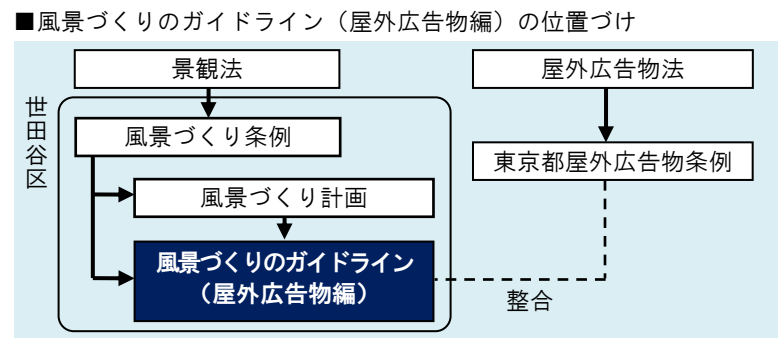 ■風景づくりのガイドライン（屋外広告物編）の位置づけ
景観法
屋外広告物法
世田谷区
風景づくり条例
東京都屋外広告物条例
風景づくり計画
風景づくりのガイドライン
（屋外広告物編）
整合